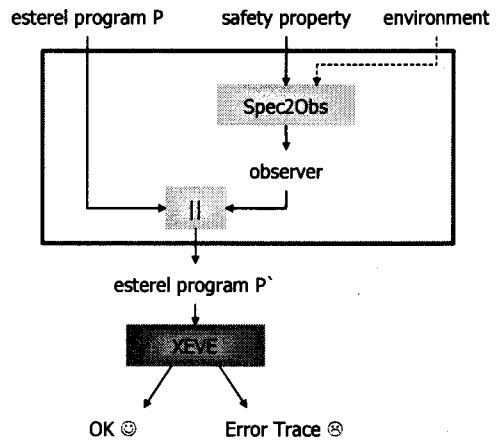 esterel program P safety property environment
Spec2Obs
observer
||
esterel program P`
XEVE
OK ☺ Error Trace ☹